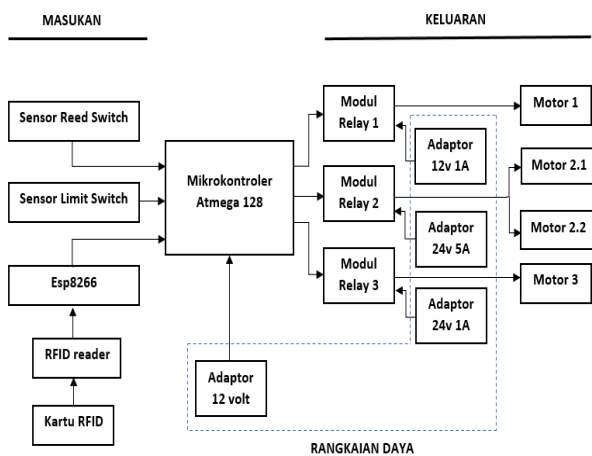 MASUKAN
KELUARAN
Sensor Reed Switch
Sensor Limit Switch
Esp8266
RFID reader
Kartu RFID
Mikrokontroler
Atmega 128
Adaptor
12 volt
Modul
Relay 1
Modul
Relay 2
Modul
Relay 3
Adaptor
12v 1A
Adaptor
24v 5A
Adaptor
24v 1A
Motor 1
Motor 2.1
Motor 2.2
Motor 3
RANGKAIAN DAYA